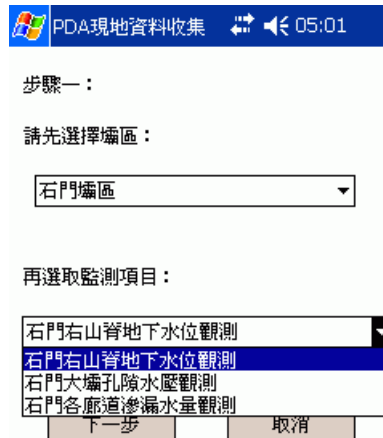 PDA現地資料收集 05:01
步驟一：
請先選擇壩區：
石門壩區
再選取監測項目：
石門右山脊地下水位觀測
石門右山脊地下水位觀測
石門大壩孔隙水壓觀測
石門各廊道滲漏水量觀測
下一步 取消